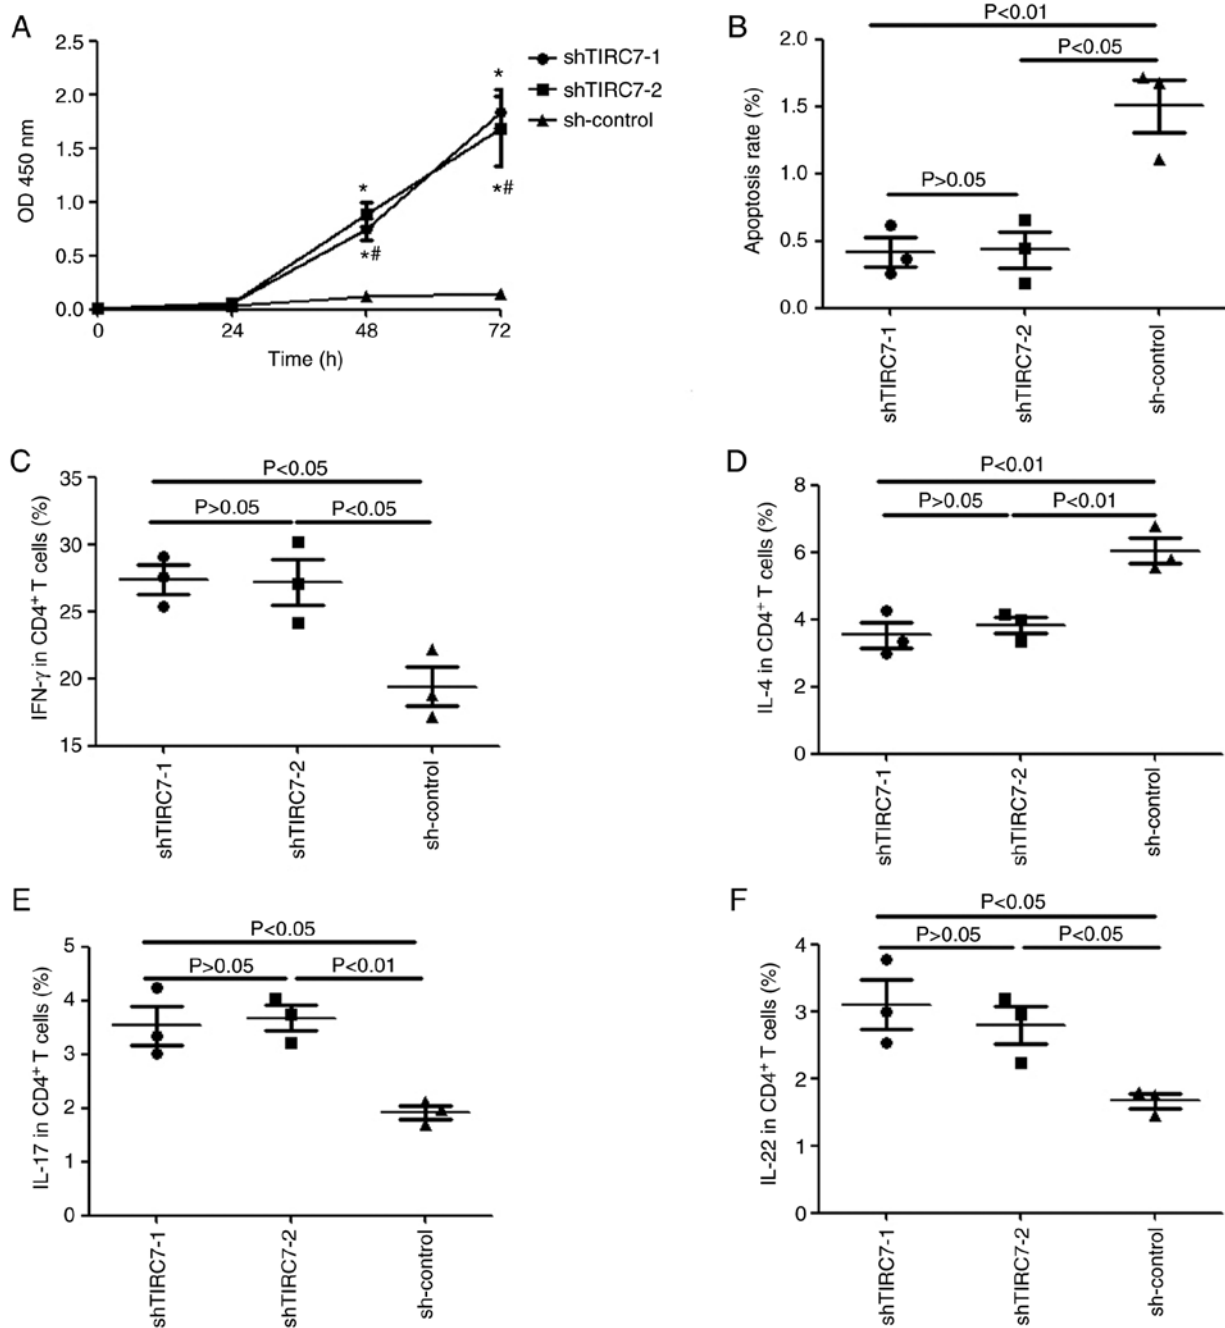 A
2.5
2.0
1.5
1.0
0.5
0.0
OD 450 nm
0
24
48
72
Time (h)
*
*#
*
*#
shTIRC7-1
shTIRC7-2
sh-control
B
P<0.01
P<0.05
P>0.05
2.0
1.5
1.0
0.5
0.0
Apoptosis rate (%)
shTIRC7-1
shTIRC7-2
sh-control
C
P<0.05
P>0.05
P<0.05
35
30
25
20
15
IFN-γ in CD4⁺ T cells (%)
shTIRC7-1
shTIRC7-2
sh-control
D
P<0.01
P>0.05
P<0.01
8
6
4
2
0
IL-4 in CD4⁺ T cells (%)
shTIRC7-1
shTIRC7-2
sh-control
E
P<0.05
P>0.05
P<0.01
5
4
3
2
1
0
IL-17 in CD4⁺ T cells (%)
shTIRC7-1
shTIRC7-2
sh-control
F
P<0.05
P>0.05
P<0.05
4
3
2
1
0
IL-22 in CD4⁺ T cells (%)
shTIRC7-1
shTIRC7-2
sh-control